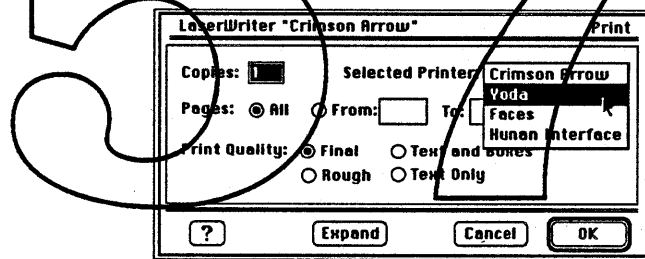 LaserWriter "Crimson Arrow" Print
Copies: 1 Selected Printer: Crimson Arrow
Yoda
Pages: All From: To: Faces
Hunan Interface
Print Quality: Final Text and Boxes
Rough Text Only
? Expand Cancel OK